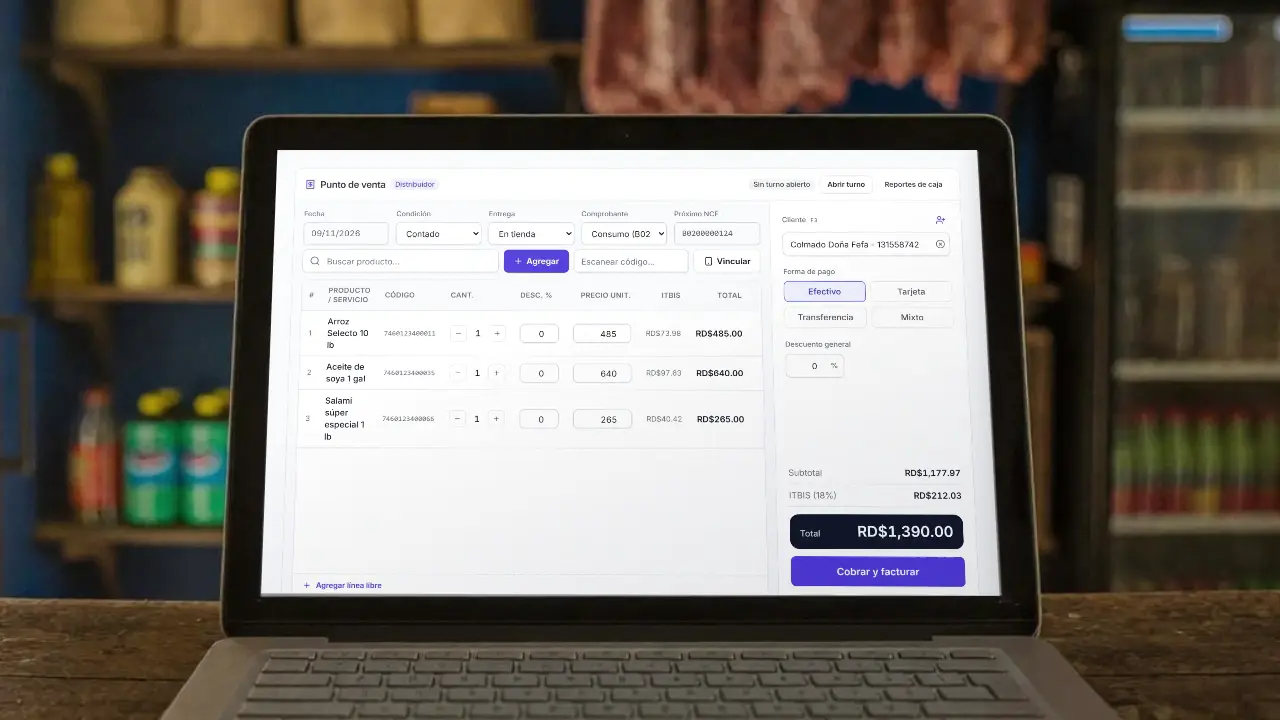 Punto de venta Distribuidor
Sin turno abierto Abrir turno Reportes de caja
Fecha Condición Entrega Comprobante Próximo NCF
09/11/2026 Contado En tienda Consumo (B02 B0200000124
Buscar producto... + Agregar Escanear código... Vincular
# PRODUCTO / SERVICIO CÓDIGO CANT. DESC. % PRECIO UNIT. ITBIS TOTAL
1 Arroz Selecto 10 lb 7460123400011 − 1 + 0 485 RD$73.98 RD$485.00
2 Aceite de soya 1 gal 7460123400035 − 1 + 0 640 RD$97.63 RD$640.00
3 Salami súper especial 1 lb 7460123400066 − 1 + 0 265 RD$40.42 RD$265.00
+ Agregar línea libre
Cliente F3
Colmado Doña Fefa - 131558742
Forma de pago
Efectivo Tarjeta
Transferencia Mixto
Descuento general
0 %
Subtotal RD$1,177.97
ITBIS (18%) RD$212.03
Total RD$1,390.00
Cobrar y facturar